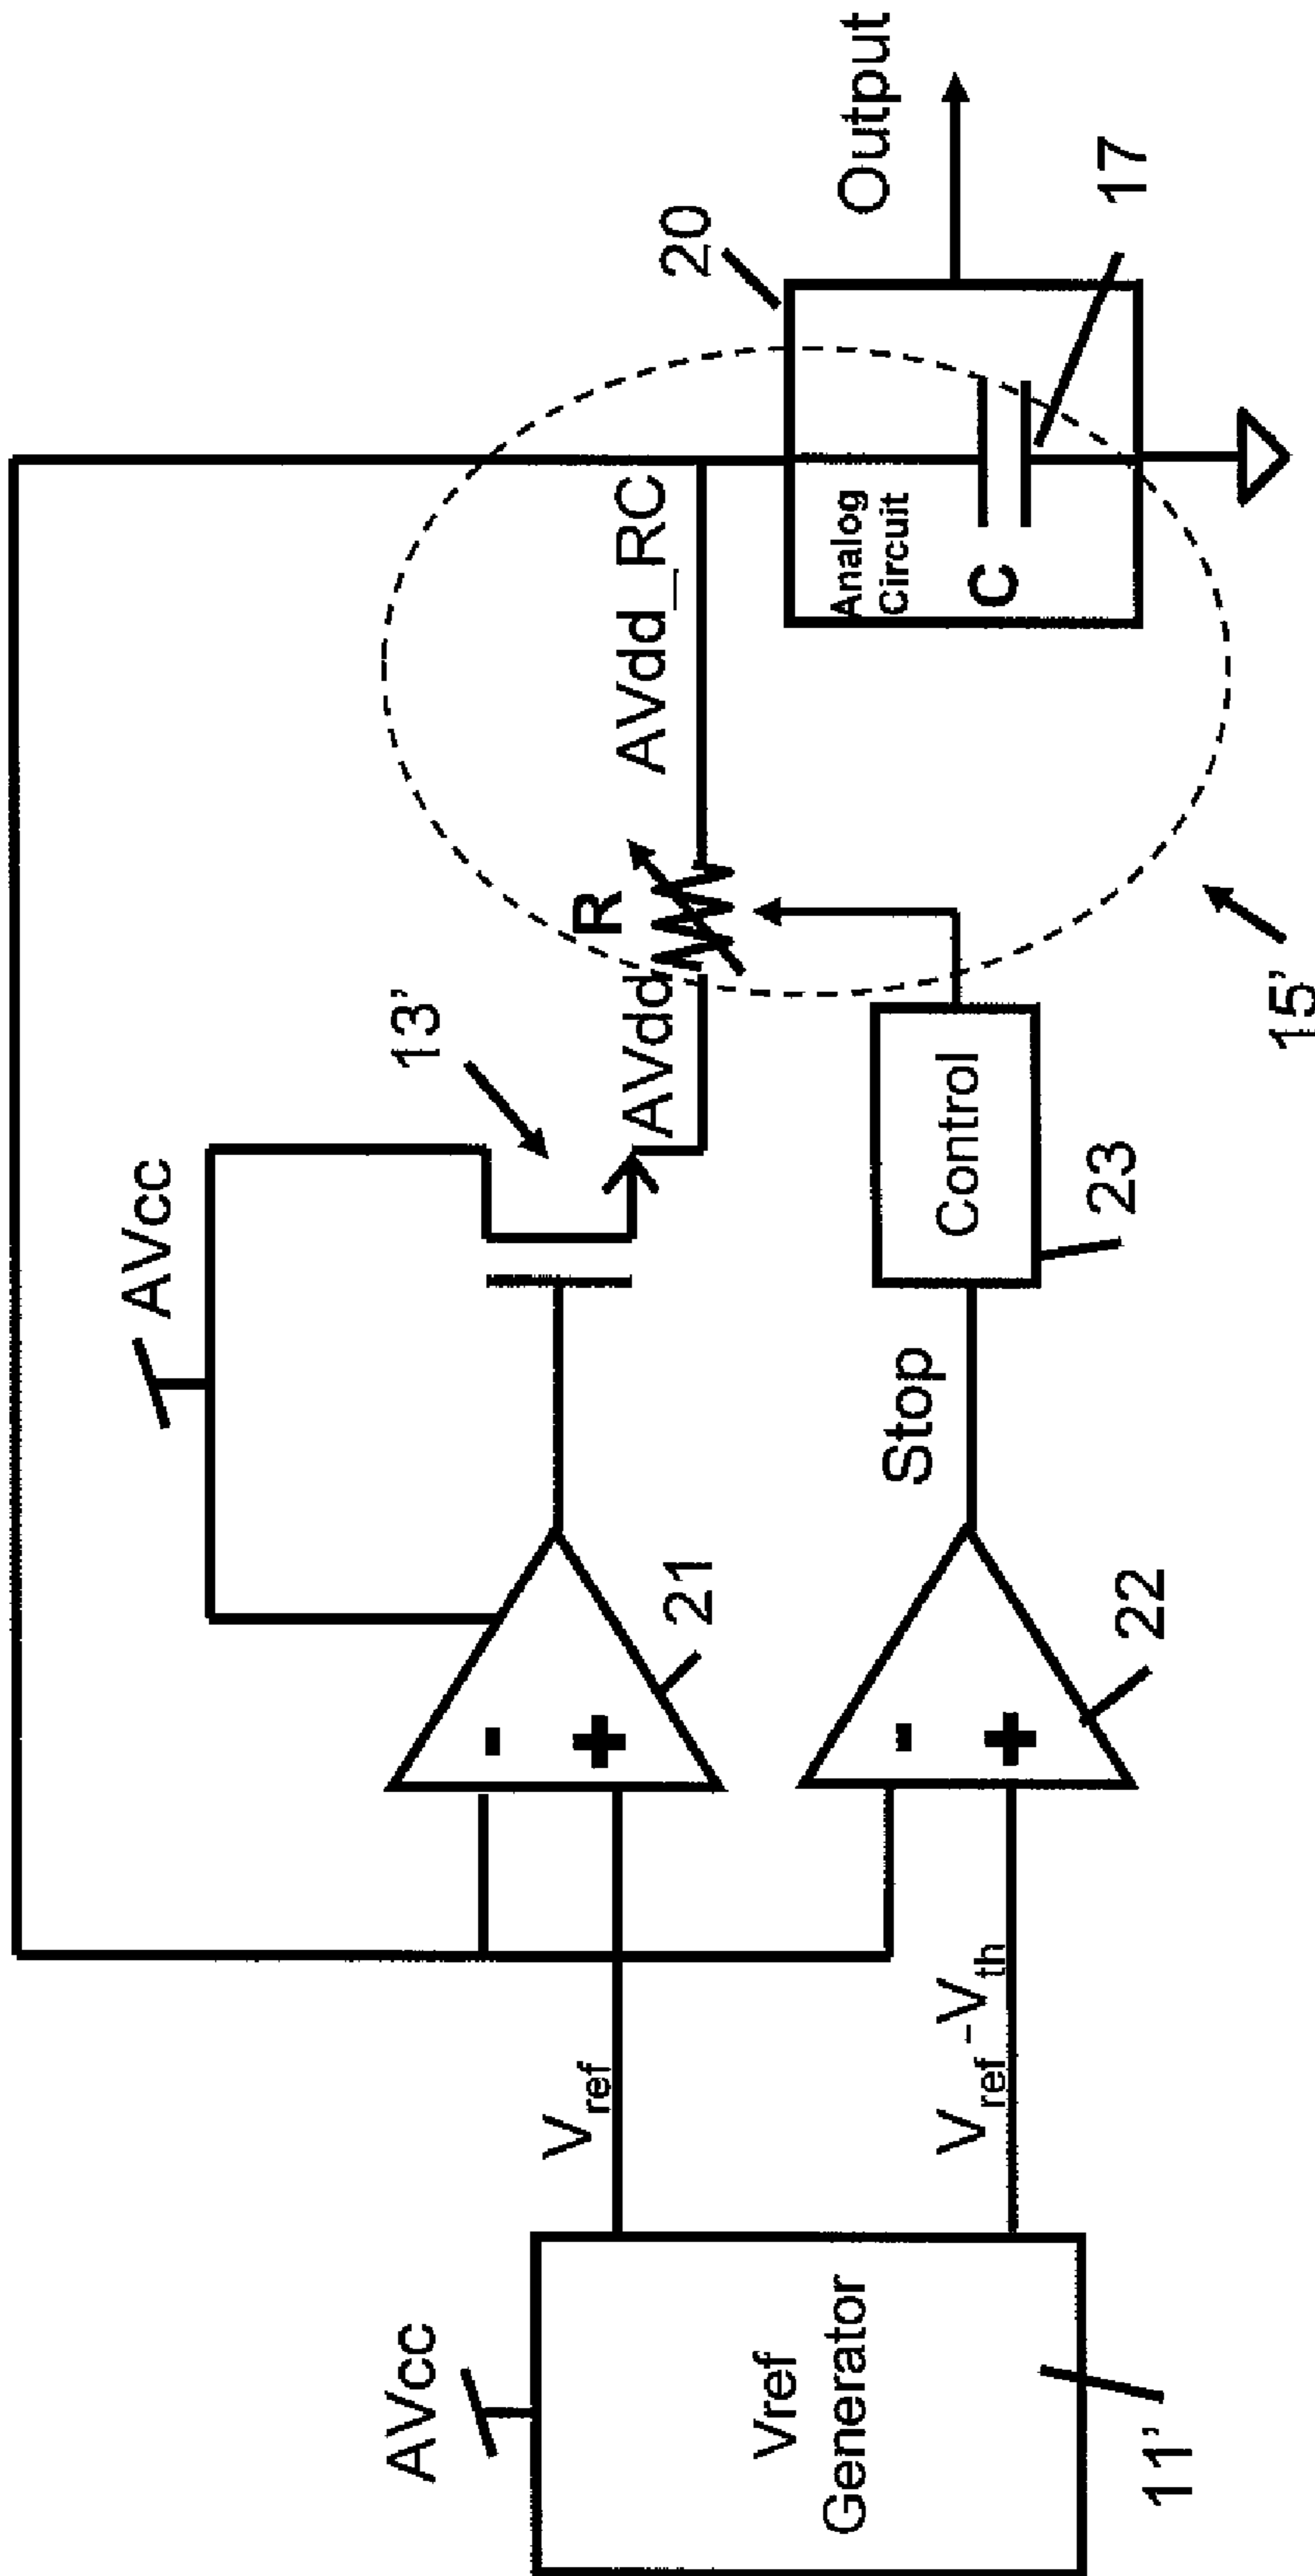 AVcc
Vref
Generator
11'
Vref
Vref-Vth
AVcc
-
+
21
-
+
22
Stop
Control
23
13'
AVdd
R
AVdd_RC
15'
20
Analog
Circuit
C
17
Output